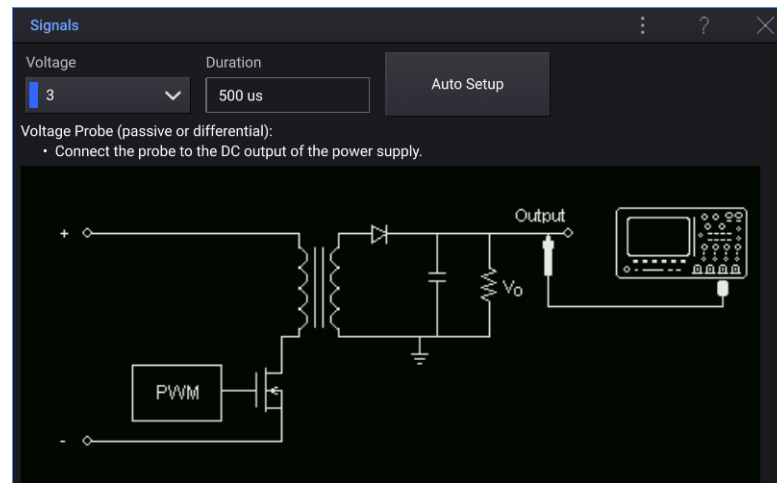 Signals
Voltage
Duration
3
500 us
Auto Setup
Voltage Probe (passive or differential):
• Connect the probe to the DC output of the power supply.
Output
+
Vo
PWM
-